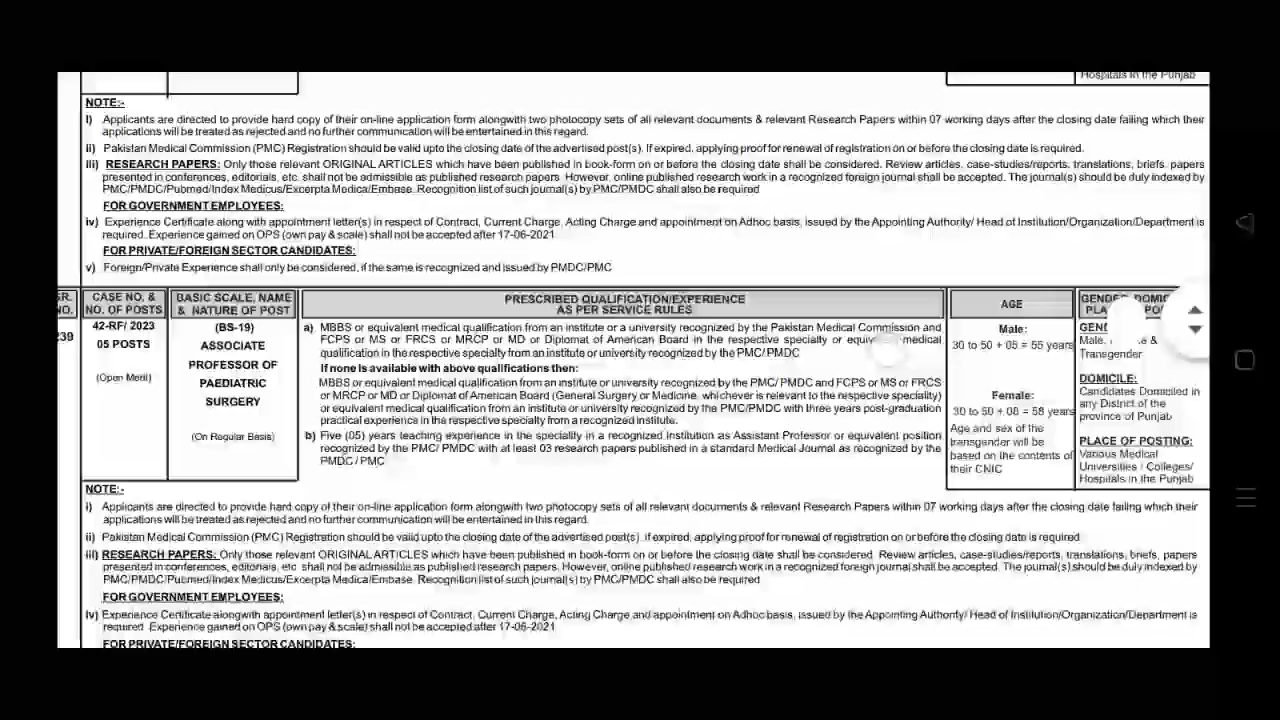 Hospitals in the Punjab
NOTE:-
i) Applicants are directed to provide hard copy of their on-line application form alongwith two photocopy sets of all relevant documents & relevant Research Papers within 07 working days after the closing date failing which their
applications will be treated as rejected and no further communication will be entertained in this regard.
ii) Pakistan Medical Commission (PMC) Registration should be valid upto the closing date of the advertised post(s). If expired, applying proof for renewal of registration on or before the closing date is required.
iii) RESEARCH PAPERS: Only those relevant ORIGINAL ARTICLES which have been published in book-form on or before the closing date shall be considered. Review articles, case-studies/reports, translations, briefs, papers
presented in conferences, editorials, etc. shall not be admissible as published research papers. However, online published research work in a recognized foreign journal shall be accepted. The journal(s) should be duly indexed by
PMC/PMDC/Pubmed/Index Medicus/Excerpta Medica/Embase. Recognition list of such journal(s) by PMC/PMDC shall also be required
FOR GOVERNMENT EMPLOYEES:
iv) Experience Certificate along with appointment letter(s) in respect of Contract, Current Charge, Acting Charge and appointment on Adhoc basis, issued by the Appointing Authority/ Head of Institution/Organization/Department is
required. Experience gained on OPS (own pay & scale) shall not be accepted after 17-06-2021
FOR PRIVATE/FOREIGN SECTOR CANDIDATES:
v) Foreign/Private Experience shall only be considered, if the same is recognized and issued by PMDC/PMC
SR. NO.
CASE NO. &
NO. OF POSTS
BASIC SCALE, NAME
& NATURE OF POST
PRESCRIBED QUALIFICATION/EXPERIENCE
AS PER SERVICE RULES
AGE
239
42-RF/ 2023
05 POSTS
(Open Merit)
(BS-19)
ASSOCIATE
PROFESSOR OF
PAEDIATRIC
SURGERY
(On Regular Basis)
a) MBBS or equivalent medical qualification from an institute or a university recognized by the Pakistan Medical Commission and
FCPS or MS or FRCS or MRCP or MD or Diplomat of American Board in the respective specialty or medical
qualification in the respective specialty from an institute or university recognized by the PMC/ PMDC
If none is available with above qualifications then:
MBBS or equivalent medical qualification from an institute or university recognized by the PMC/ PMDC and FCPS or MS or FRCS
or MRCP or MD or Diplomat of American Board (General Surgery or Medicine, whichever is relevant to the respective specialty)
or equivalent medical qualification from an institute or university recognized by the PMC/PMDC with three years post-graduation
practical experience in the respective specialty from a recognized institute.
b) Five (05) years teaching experience in the specialty in a recognized institution as Assistant Professor or equivalent position
recognized by the PMC/ PMDC with at least 03 research papers published in a standard Medical Journal as recognized by the
PMDC / PMC
Male:
30 to 50 + 05 = 55 years
Female:
30 to 50 + 08 = 58 years
Age and sex of the
transgender will be
based on the contents of
their CNIC
Male, &
Transgender
DOMICILE:
Candidates Domiciled in
any District of the
province of Punjab
PLACE OF POSTING:
Various Medical
Universities / Colleges/
Hospitals in the Punjab
NOTE:-
i) Applicants are directed to provide hard copy of their on-line application form alongwith two photocopy sets of all relevant documents & relevant Research Papers within 07 working days after the closing date failing which their
applications will be treated as rejected and no further communication will be entertained in this regard.
ii) Pakistan Medical Commission (PMC) Registration should be valid upto the closing date of the advertised post(s). if expired, applying proof for renewal of registration on or before the closing date is required
iii) RESEARCH PAPERS: Only those relevant ORIGINAL ARTICLES which have been published in book-form on or before the closing date shall be considered. Review articles, case-studies/reports, translations, briefs, papers
presented in conferences, editorials, etc. shall not be admissible as published research papers. However, online published research work in a recognized foreign journal shall be accepted. The journal(s) should be duly indexed by
PMC/PMDC/Pubmed/Index Medicus/Excerpta Medica/Embase. Recognition list of such journal(s) by PMC/PMDC shall also be required
FOR GOVERNMENT EMPLOYEES:
iv) Experience Certificate alongwith appointment letter(s) in respect of Contract, Current Charge, Acting Charge and appointment on Adhoc basis, issued by the Appointing Authority/ Head of Institution/Organization/Department is
required. Experience gained on OPS (own pay & scale) shall not be accepted after 17-06-2021
FOR PRIVATE/FOREIGN SECTOR CANDIDATES: